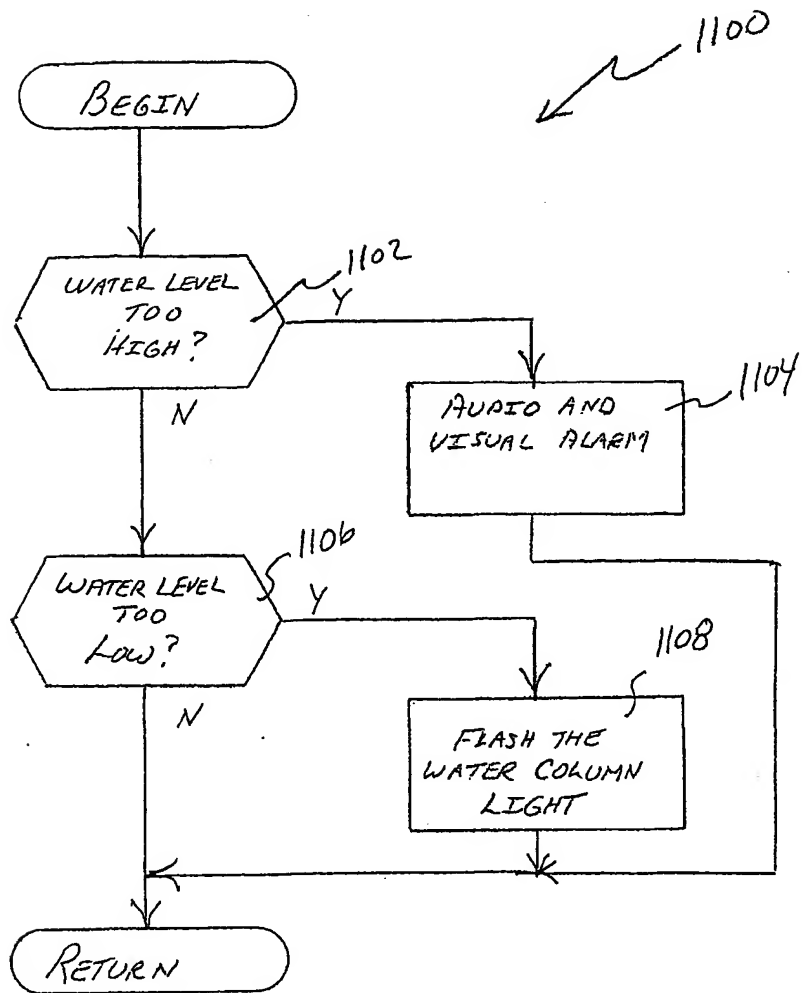 1100
BEGIN
WATER LEVEL
TOO
HIGH?
1102
Y
N
AUDIO AND
VISUAL ALARM
1104
WATER LEVEL
TOO
LOW?
1106
Y
N
FLASH THE
WATER COLUMN
LIGHT
1108
RETURN